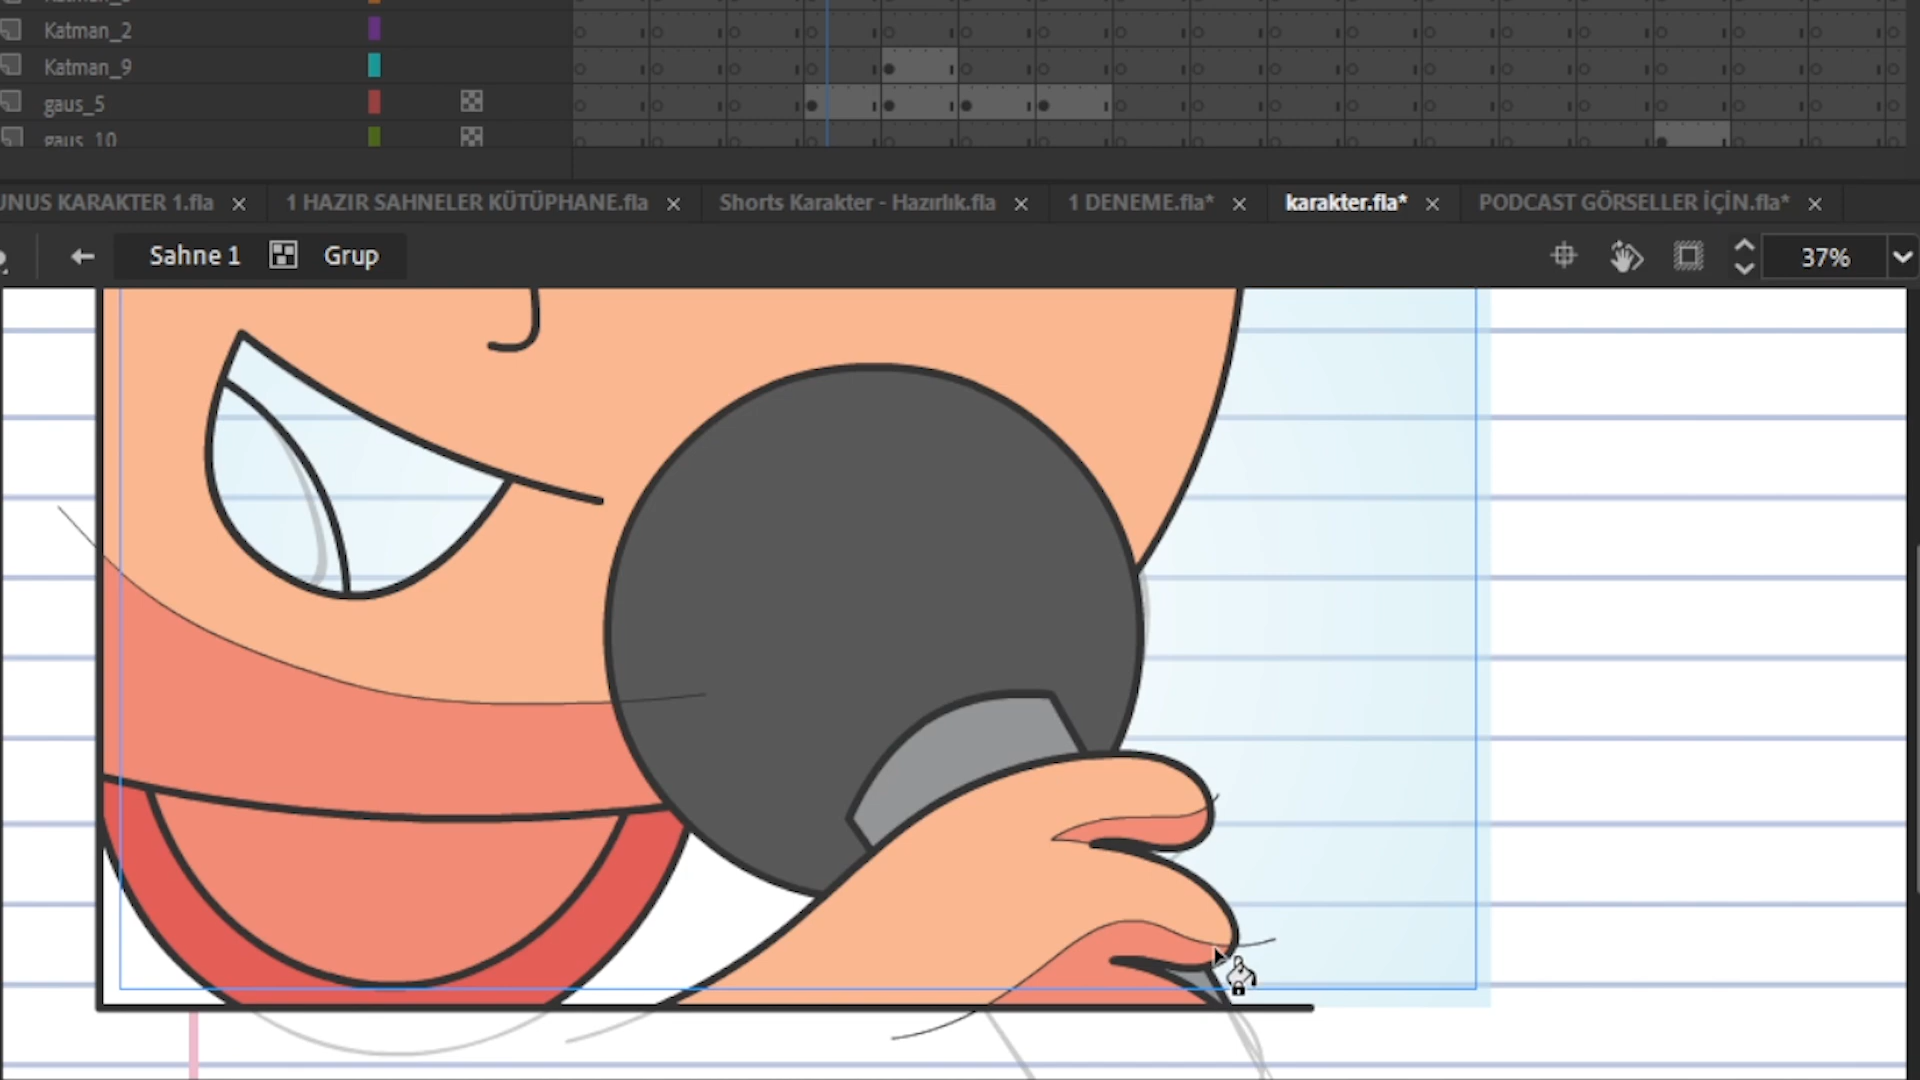 Katman_2
Katman_9
gaus_5
gaus_10
UNUS KARAKTER 1.fla
1 HAZIR SAHNELER KÜTÜPHANE.fla
Shorts Karakter - Hazırlık.fla
1 DENEME.fla*
karakter.fla*
PODCAST GÖRSELLER İÇİN.fla*
Sahne 1
Grup
37%